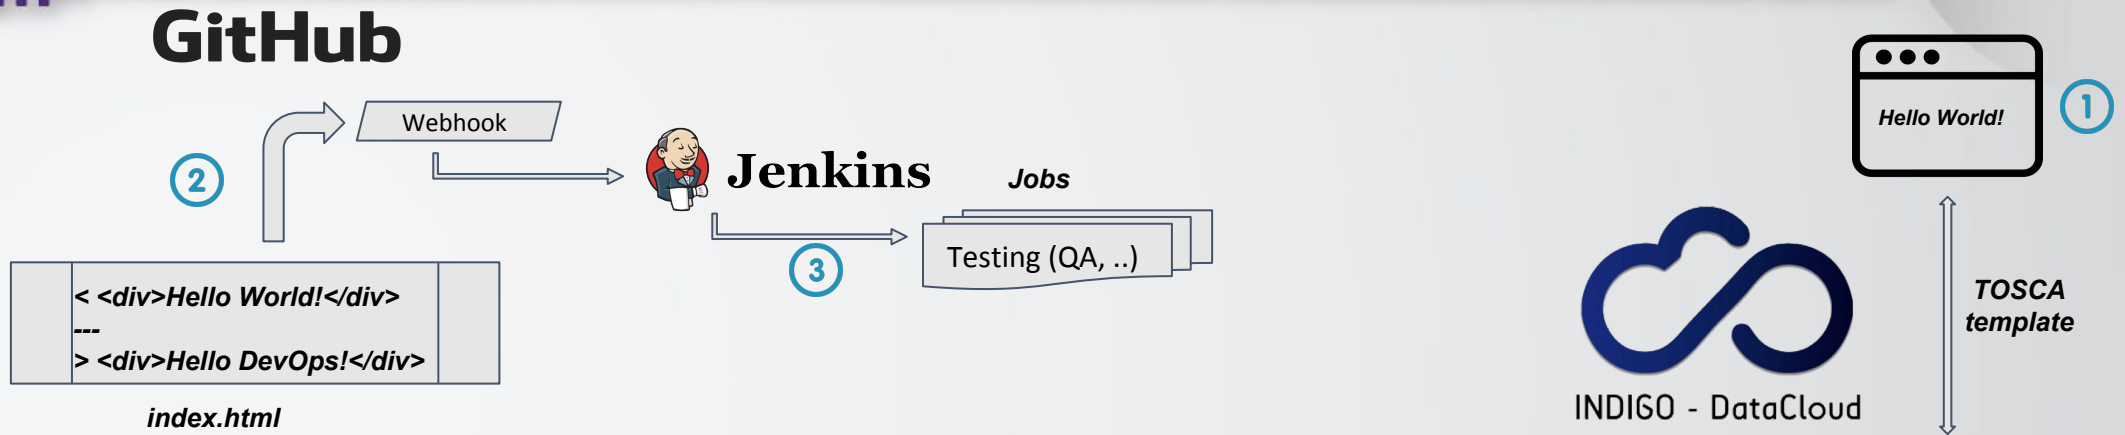 GitHub
Webhook
2
Jenkins
Jobs
3
Testing (QA, ..)
< <div>Hello World!</div>
---
> <div>Hello DevOps!</div>
index.html
Hello World!
1
INDIGO - DataCloud
TOSCA
template